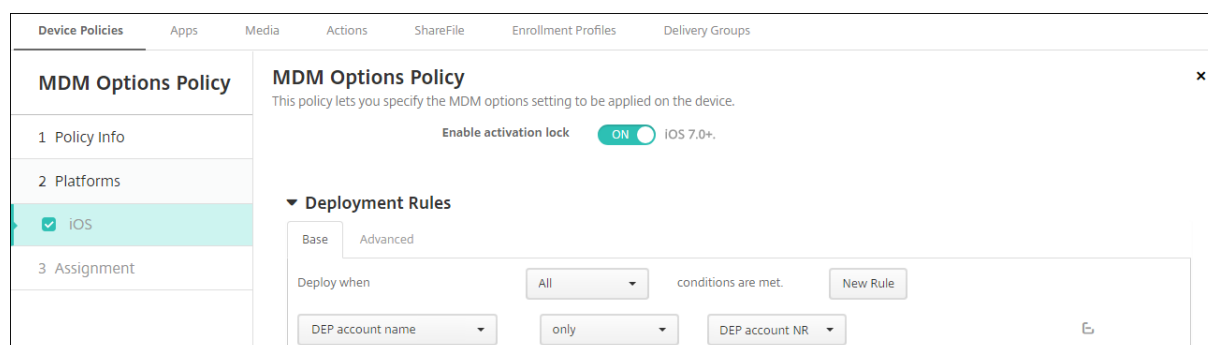 Device Policies Apps Media Actions ShareFile Enrollment Profiles Delivery Groups
MDM Options Policy
1 Policy Info
2 Platforms
iOS
3 Assignment
MDM Options Policy
This policy lets you specify the MDM options setting to be applied on the device.
Enable activation lock ON iOS 7.0+.
Deployment Rules
Base Advanced
Deploy when All conditions are met. New Rule
DEP account name only DEP account NR